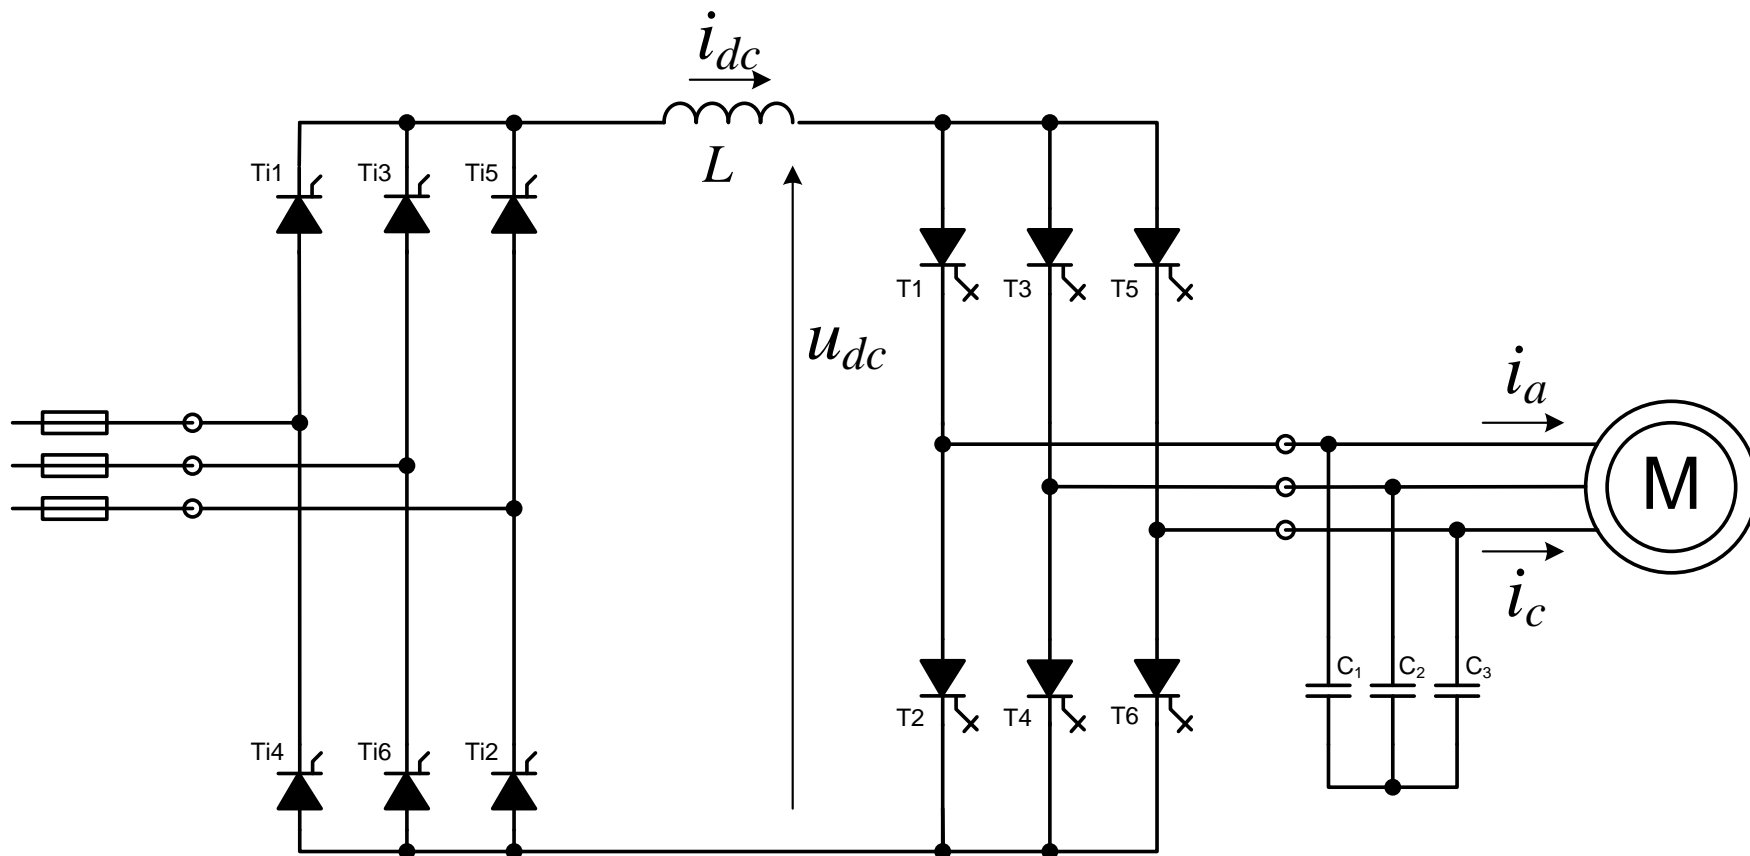 i_dc
L
Ti1 Ti3 Ti5
T1 T3 T5
u_dc
i_a
M
i_c
C₁ C₂ C₃
T2 T4 T6
Ti4 Ti6 Ti2